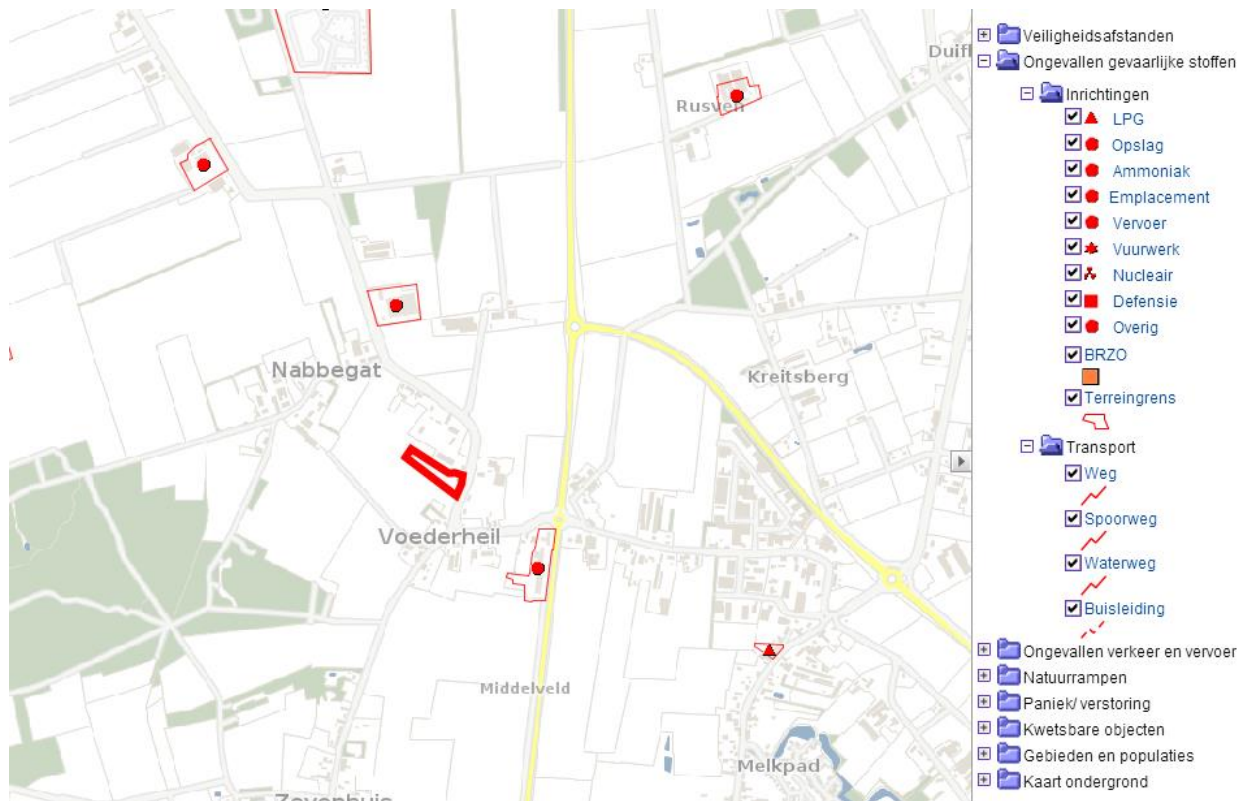 Duifl
Rusven
Nabbegat
Kreitsberg
Voederheil
Middelveld
Melkpad
Zevenhuis
Veiligheidsafstanden
Ongevallen gevaarlijke stoffen
Inrichtingen
LPG
Opslag
Ammoniak
Emplacement
Vervoer
Vuurwerk
Nucleair
Defensie
Overig
BRZO
Terreingrens
Transport
Weg
Spoorweg
Waterweg
Buisleiding
Ongevallen verkeer en vervoer
Natuurrampen
Paniek/ verstoring
Kwetsbare objecten
Gebieden en populaties
Kaart ondergrond